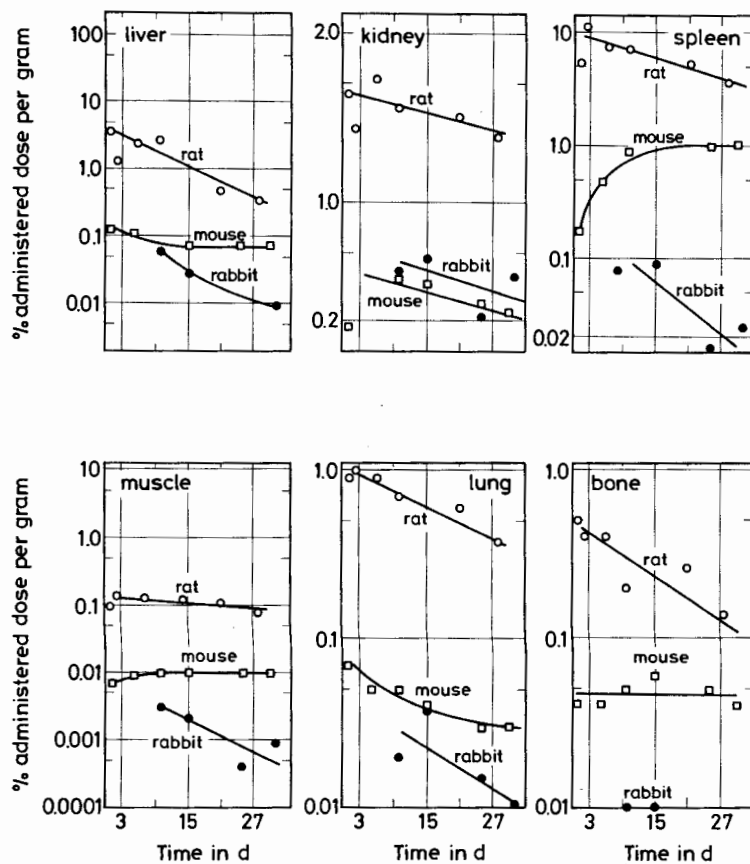 % administered dose per gram
liver
100
10
1.0
0.1
0.01
rat
mouse
rabbit
kidney
2.0
1.0
0.2
rat
rabbit
mouse
spleen
10
1.0
0.1
0.02
rat
mouse
rabbit
% administered dose per gram
muscle
10
1.0
0.1
0.01
0.001
0.0001
rat
mouse
rabbit
3 15 27
Time in d
lung
1.0
0.1
0.01
rat
mouse
rabbit
3 15 27
Time in d
bone
1.0
0.1
0.01
rat
mouse
rabbit
3 15 27
Time in d